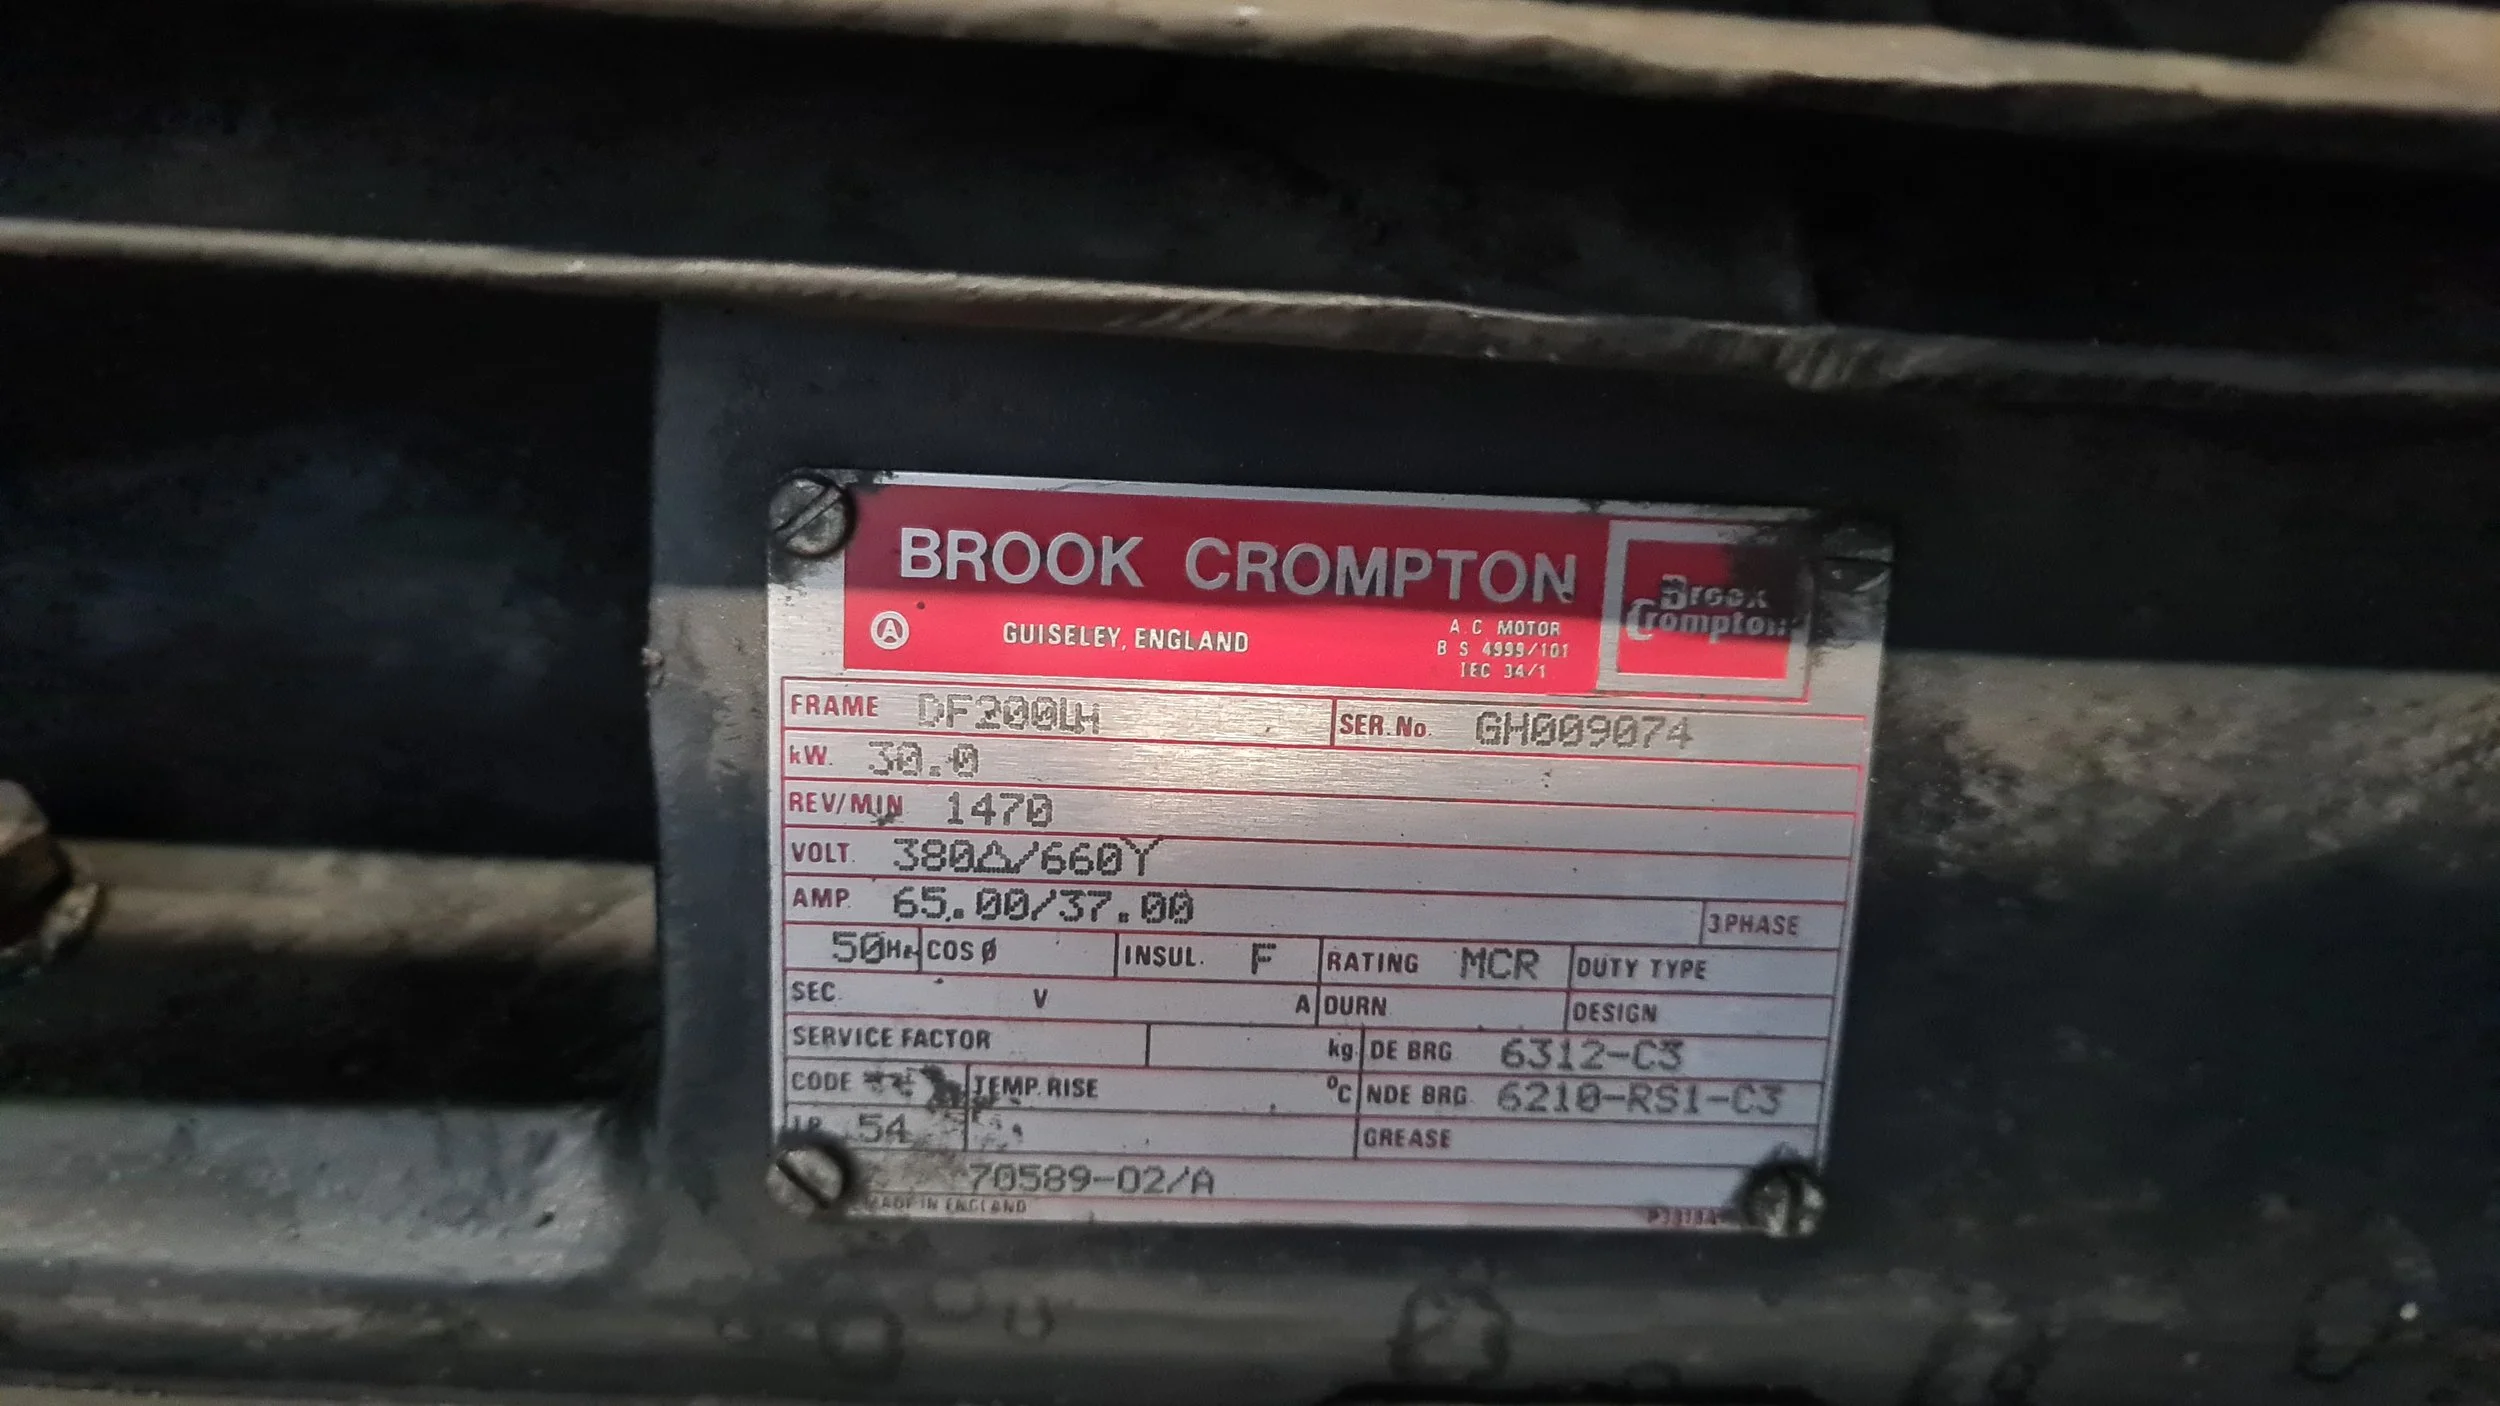 BROOK CROMPTON
Brook
Crompton
A GUISELEY, ENGLAND
A.C MOTOR
B S 4999/101
IEC 34/1
FRAME DF200LH SER.No. GH009074
kW. 30.0
REV/MIN 1470
VOLT. 380Δ/660Y
AMP. 65.00/37.00 3PHASE
50Hz COS Ø INSUL. F RATING MCR DUTY TYPE
SEC. V A DURN DESIGN
SERVICE FACTOR kg. DE BRG 6312-C3
CODE TEMP. RISE °C NDE BRG. 6210-RS1-C3
I.P. 54 GREASE
70589-02/A
MADE IN ENGLAND